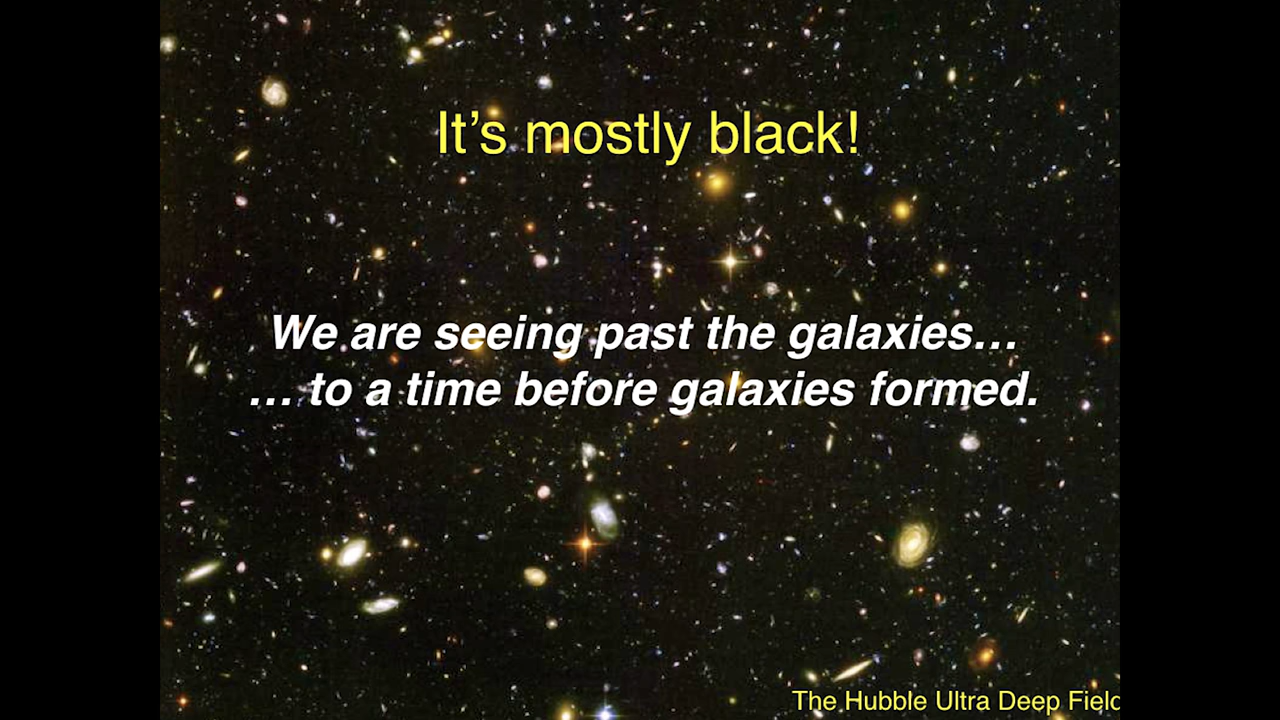 It’s mostly black!
We are seeing past the galaxies…
… to a time before galaxies formed.
The Hubble Ultra Deep Field